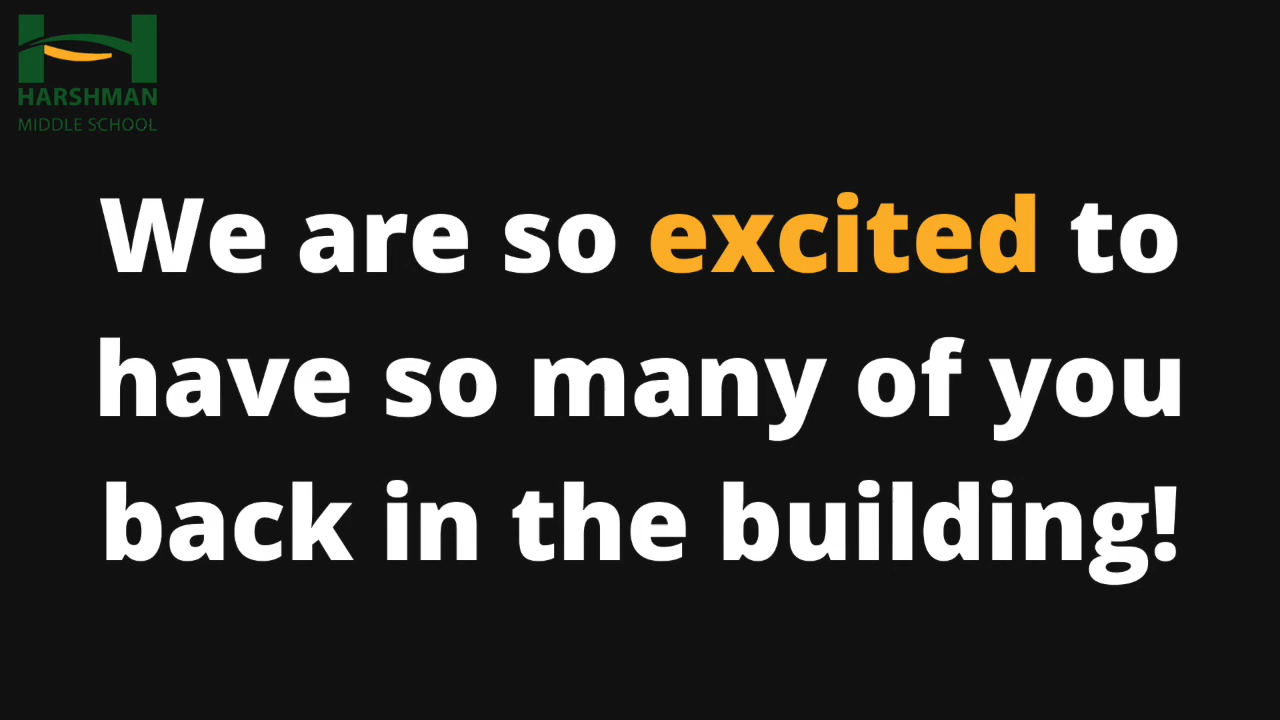 HARSHMAN
MIDDLE SCHOOL
We are so excited to
have so many of you
back in the building!